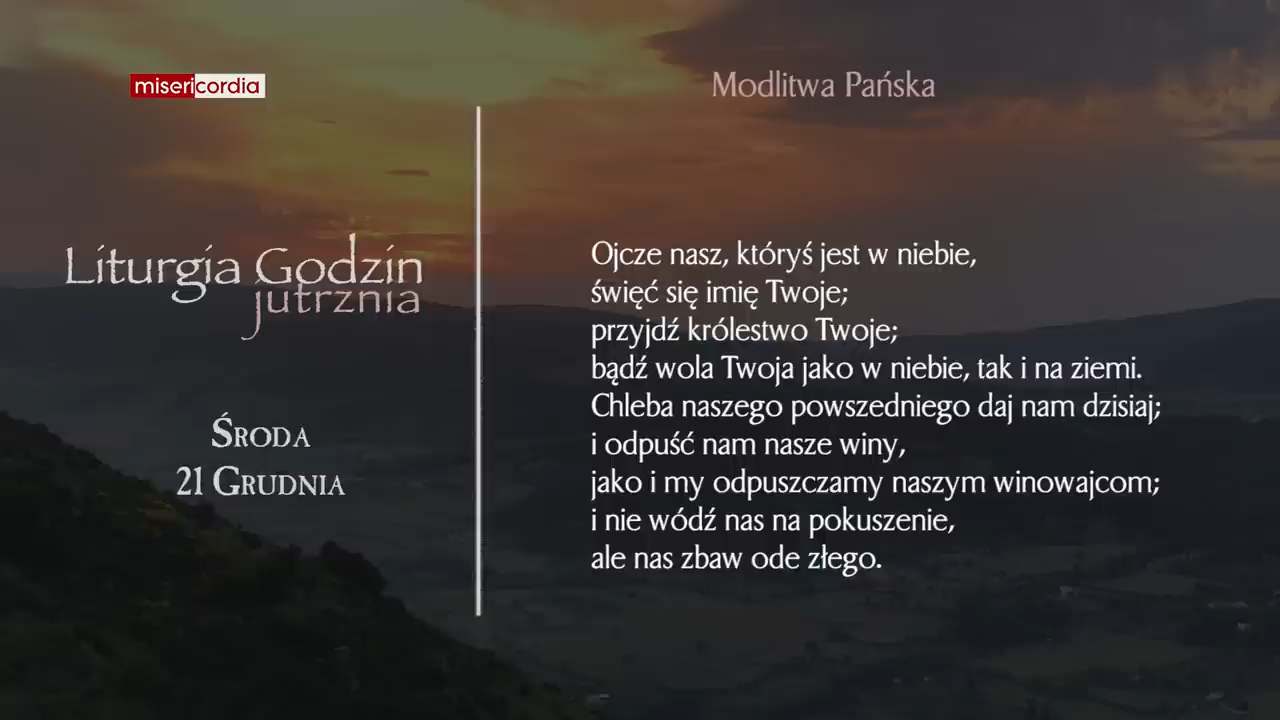 misericordia
Liturgia Godzin
jutrznia
Środa
21 Grudnia
Modlitwa Pańska
Ojcze nasz, któryś jest w niebie,
święć się imię Twoje;
przyjdź królestwo Twoje;
bądź wola Twoja jako w niebie, tak i na ziemi.
Chleba naszego powszedniego daj nam dzisiaj;
i odpuść nam nasze winy,
jako i my odpuszczamy naszym winowajcom;
i nie wódź nas na pokuszenie,
ale nas zbaw ode złego.